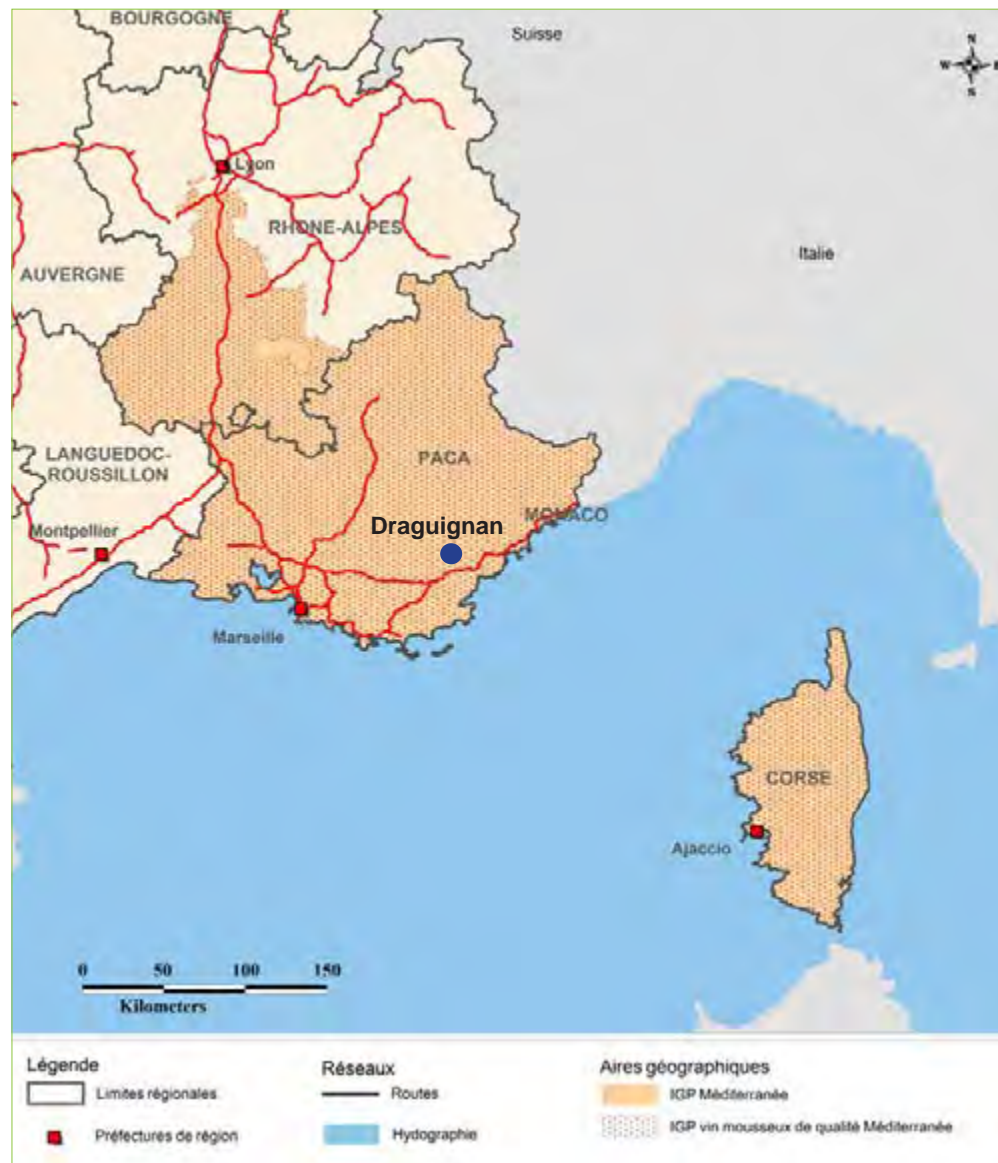 BOURGOGNE
Suisse
N
W
E
S
Lyon
RHONE-ALPES
Italie
AUVERGNE
LANGUEDOC-
ROUSSILLON
PACA
MONACO
Draguignan
Montpellier
Marseille
CORSE
Ajaccio
0 50 100 150
Kilometers
Légende
Limites régionales
Préfectures de région
Réseaux
Routes
Hydographie
Aires géographiques
IGP Méditerranée
IGP vin mousseux de qualité Méditerranée